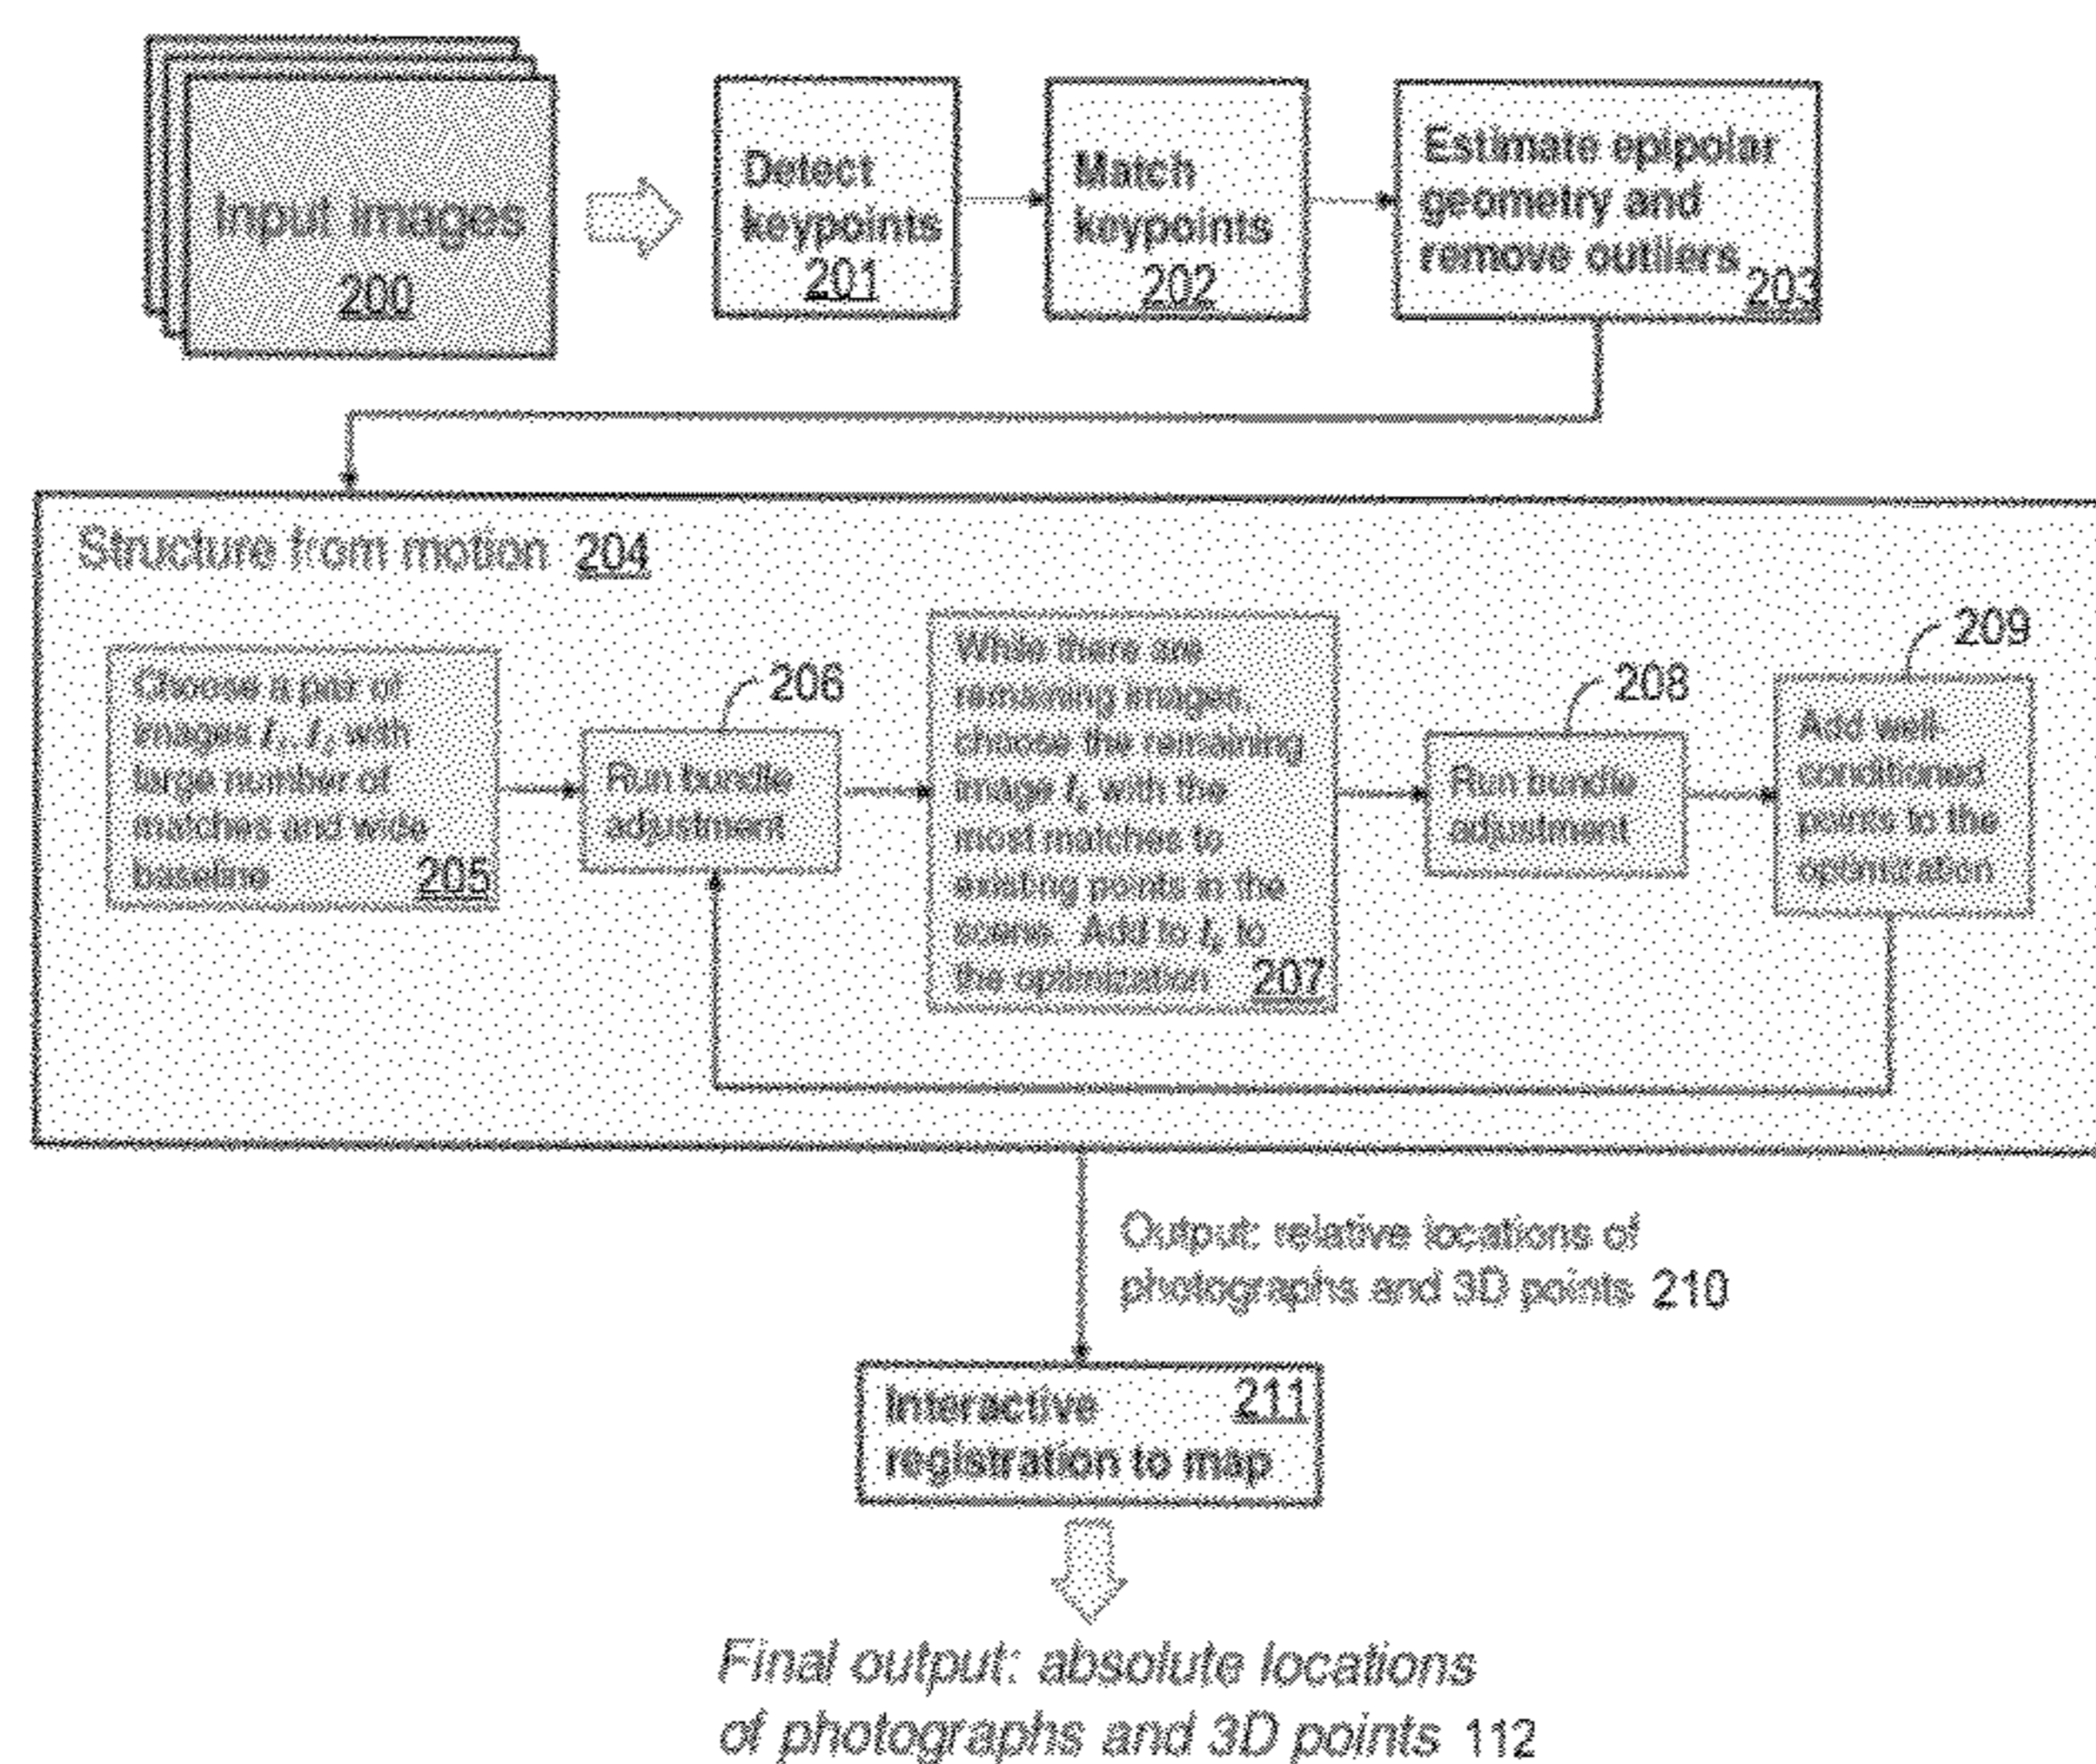 Input images
200
Detect
keypoints
201
Match
keypoints
202
Estimate epipolar
geometry and
remove outliers
203
Structure from motion 204
Choose a pair of
images I₁, I₂ with
large number of
matches and wide
baseline
205
206
Run bundle
adjustment
While there are
remaining images,
choose the remaining
image Iₖ with the
most matches to
existing points in the
scene. Add to Iₖ to
the optimization
207
208
Run bundle
adjustment
209
Add well-
conditioned
points to the
optimization
Output: relative locations of
photographs and 3D points 210
Interactive 211
registration to map
Final output: absolute locations
of photographs and 3D points 112